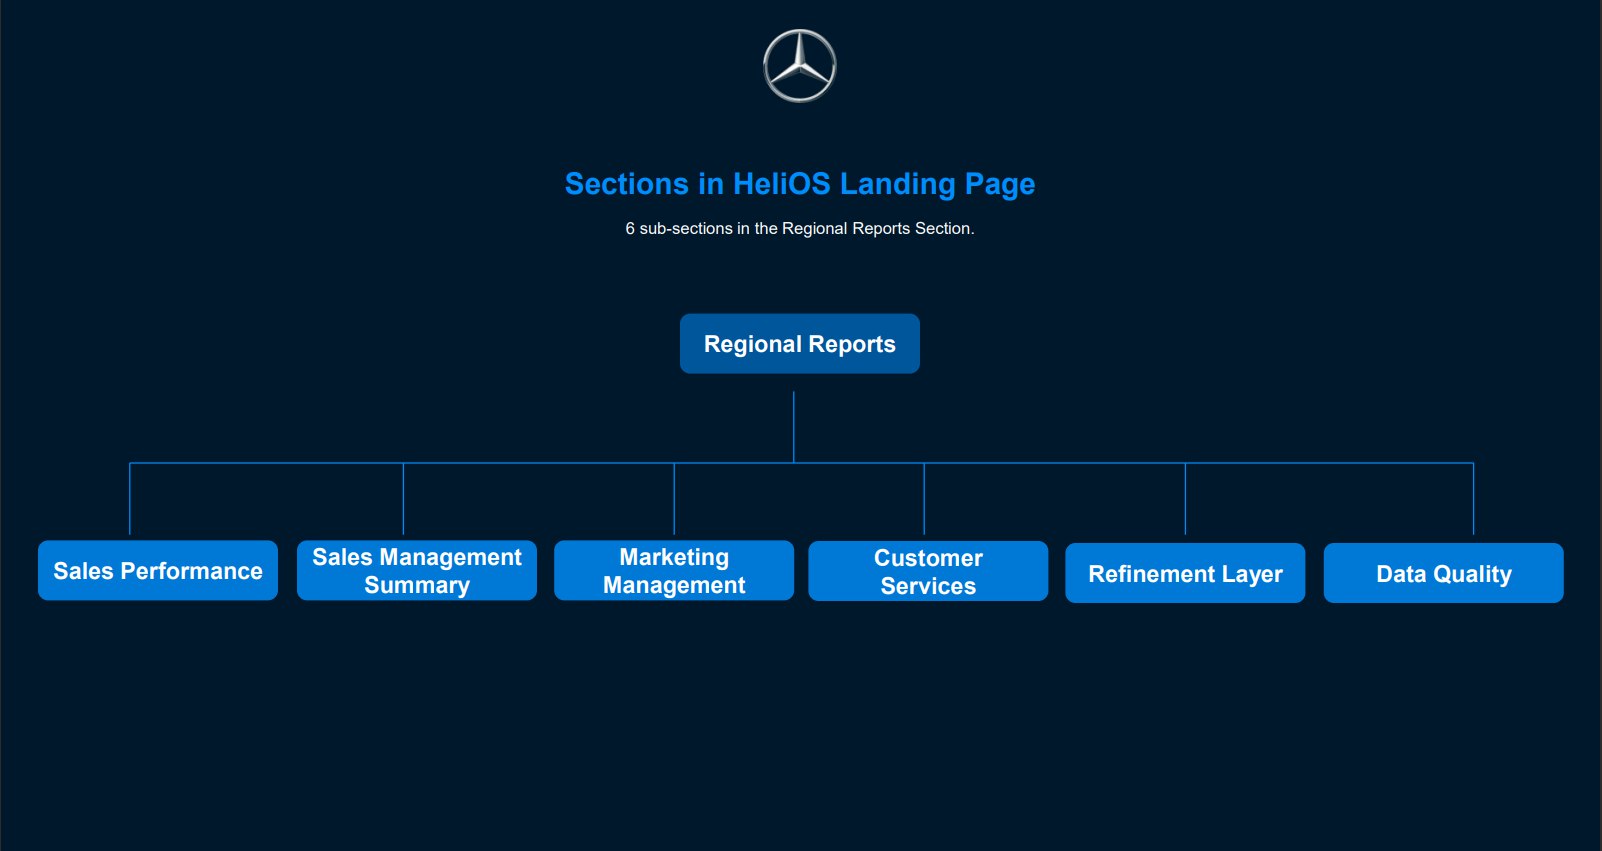 Sections in HeliOS Landing Page
6 sub-sections in the Regional Reports Section.
Regional Reports
Sales Performance
Sales Management
Summary
Marketing
Management
Customer
Services
Refinement Layer
Data Quality